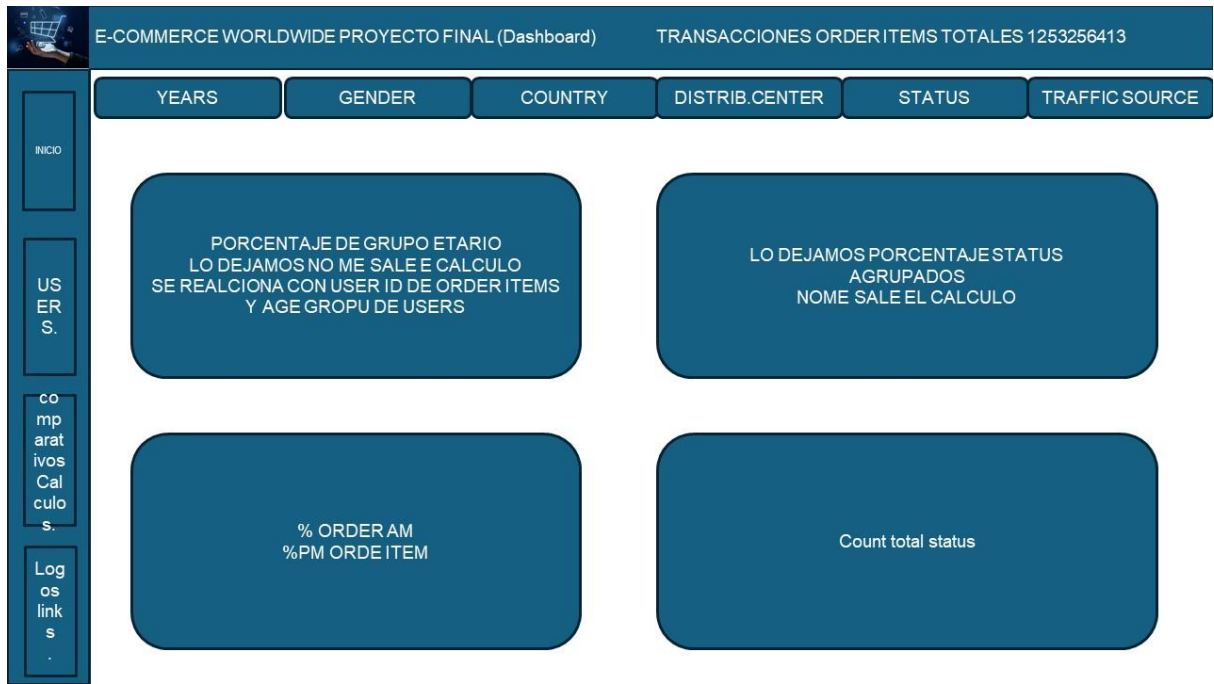 E-COMMERCE WORLDWIDE PROYECTO FINAL (Dashboard)
TRANSACCIONES ORDER ITEMS TOTALES 1253256413
YEARS
GENDER
COUNTRY
DISTRIB.CENTER
STATUS
TRAFFIC SOURCE
INICIO
US
ER
S.
co
mp
arat
ivos
Cal
culo
s.
Log
os
link
s
.
PORCENTAJE DE GRUPO ETARIO
LO DEJAMOS NO ME SALE E CALCULO
SE REALCIONA CON USER ID DE ORDER ITEMS
Y AGE GROPU DE USERS
LO DEJAMOS PORCENTAJE STATUS
AGRUPADOS
NOME SALE EL CALCULO
% ORDER AM
%PM ORDE ITEM
Count total status